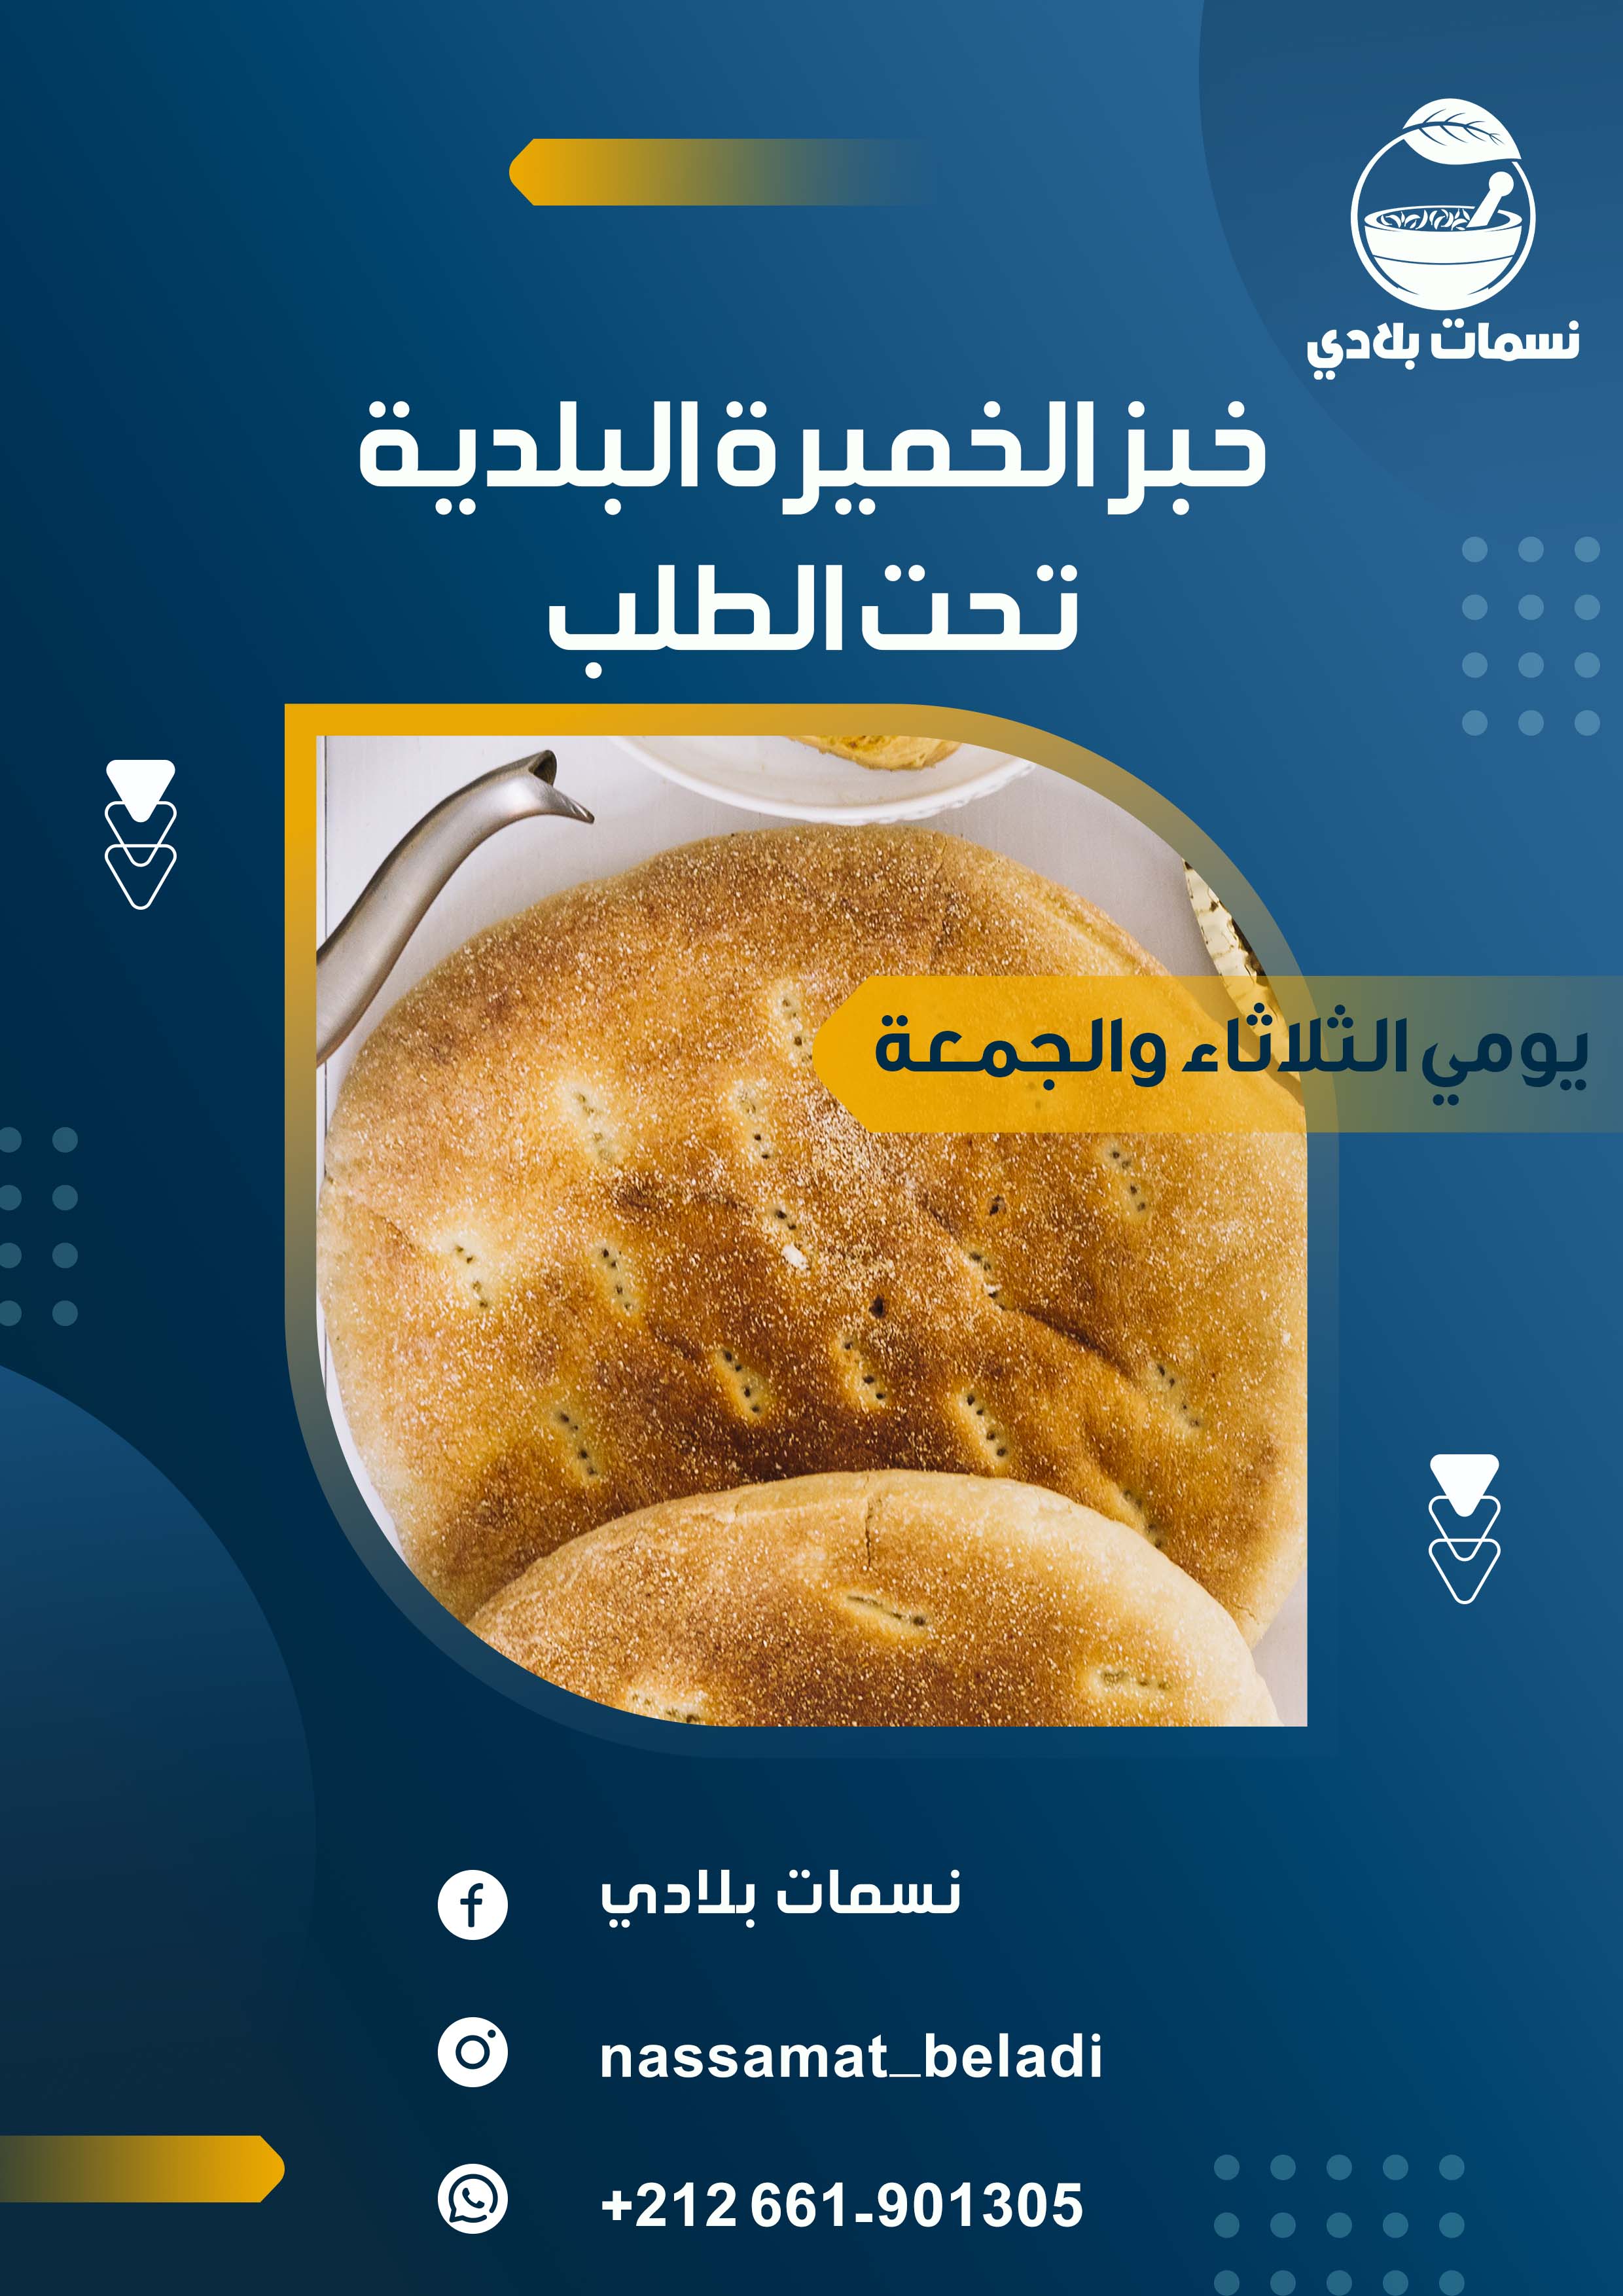 نسمات بلادي
خبز الخميرة البلدية
تحت الطلب
يومي الثلاثاء والجمعة
نسمات بلادي
nassamat_beladi
+212 661-901305